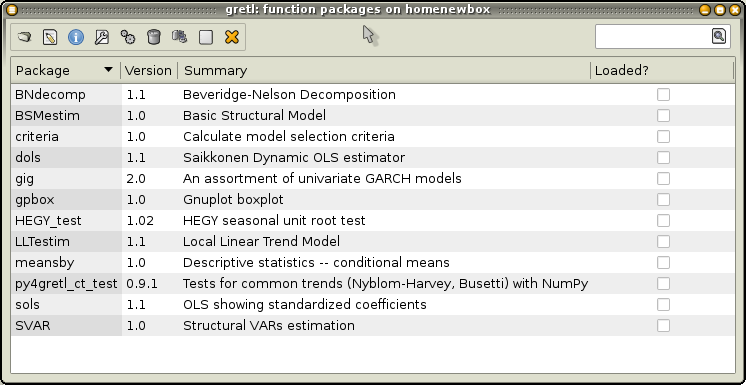 gretl: function packages on homenewbox
Package Version Summary Loaded?
BNdecomp 1.1 Beveridge-Nelson Decomposition
BSMestim 1.0 Basic Structural Model
criteria 1.0 Calculate model selection criteria
dols 1.1 Saikkonen Dynamic OLS estimator
gig 2.0 An assortment of univariate GARCH models
gpbox 1.0 Gnuplot boxplot
HEGY_test 1.02 HEGY seasonal unit root test
LLTestim 1.1 Local Linear Trend Model
meansby 1.0 Descriptive statistics -- conditional means
py4gretl_ct_test 0.9.1 Tests for common trends (Nyblom-Harvey, Busetti) with NumPy
sols 1.1 OLS showing standardized coefficients
SVAR 1.0 Structural VARs estimation